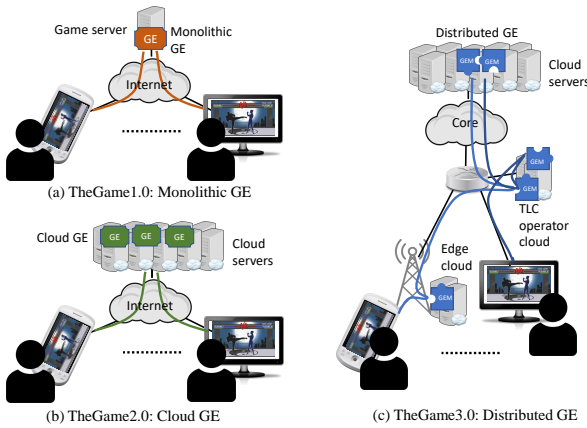 Game server
Monolithic
GE
GE
Internet
(a) TheGame1.0: Monolithic GE
Cloud GE
GE
GE
GE
Cloud
servers
Internet
(b) TheGame2.0: Cloud GE
Distributed GE
GEM
GEM
Cloud
servers
Core
GEM
GEM
TLC
operator
cloud
Edge
cloud
GEM
(c) TheGame3.0: Distributed GE